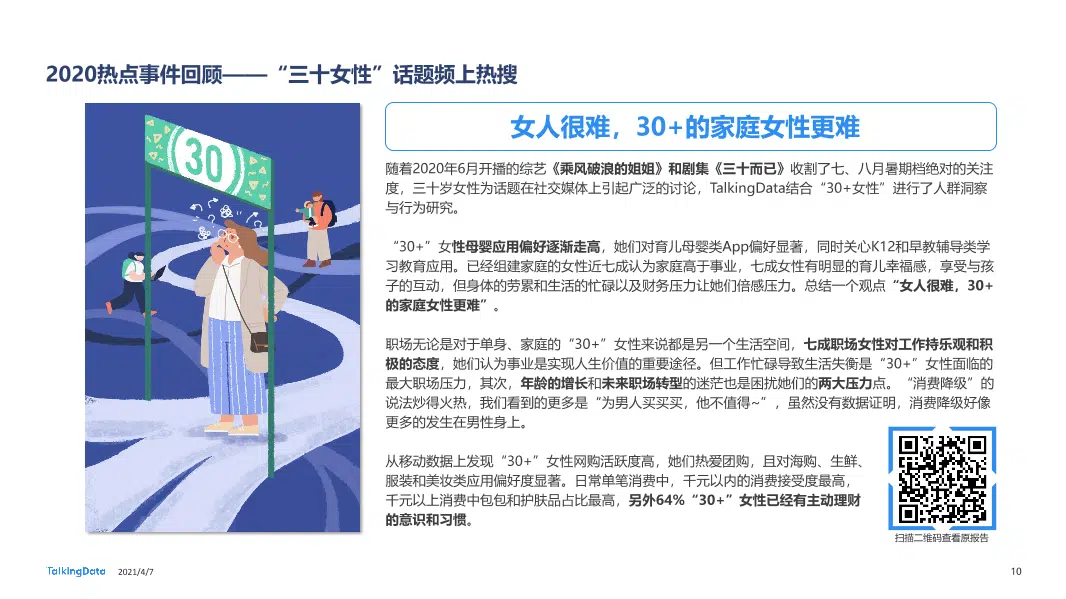 2020热点事件回顾——“三十女性”话题频上热搜
30
女人很难，30+的家庭女性更难
随着2020年6月开播的综艺《乘风破浪的姐姐》和剧集《三十而已》收割了七、八月暑期档绝对的关注
度，三十岁女性为话题在社交媒体上引起广泛的讨论，TalkingData结合“30+女性”进行了人群洞察
与行为研究。
“30+”女性母婴应用偏好逐渐走高，她们对育儿母婴类App偏好显著，同时关心K12和早教辅导类学
习教育应用。已经组建家庭的女性近七成认为家庭高于事业，七成女性有明显的育儿幸福感，享受与孩
子的互动，但身体的劳累和生活的忙碌以及财务压力让她们倍感压力。总结一个观点“女人很难，30+
的家庭女性更难”。
职场无论是对于单身、家庭的“30+”女性来说都是另一个生活空间，七成职场女性对工作持乐观和积
极的态度，她们认为事业是实现人生价值的重要途径。但工作忙碌导致生活失衡是“30+”女性面临的
最大职场压力，其次，年龄的增长和未来职场转型的迷茫也是困扰她们的两大压力点。“消费降级”的
说法炒得火热，我们看到的更多是“为男人买买买，他不值得~”，虽然没有数据证明，消费降级好像
更多的发生在男性身上。
从移动数据上发现“30+”女性网购活跃度高，她们热爱团购，且对海购、生鲜、
服装和美妆类应用偏好度显著。日常单笔消费中，千元以内的消费接受度最高，
千元以上消费中包包和护肤品占比最高，另外64%“30+”女性已经有主动理财
的意识和习惯。
扫描二维码查看原报告
TalkingData 2021/4/7
10